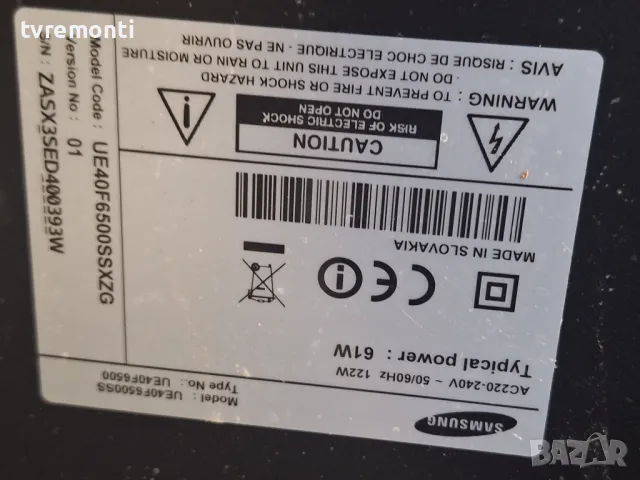 tvremonti
SAMSUNG
Model : UE40F6500SS
Type No.: UE40F6500
AC220-240V ~ 50/60Hz 122W
Typical power : 61W
MADE IN SLOVAKIA
CAUTION
RISK OF ELECTRIC SHOCK
DO NOT OPEN
WARNING : TO PREVENT FIRE OR SHOCK HAZARD
- DO NOT EXPOSE THIS UNIT TO RAIN OR MOISTURE
AVIS : RISQUE DE CHOC ELECTRIQUE - NE PAS OUVRIR
Model Code : UE40F6500SSXZG
Version No : 01
S/N: ZASX3SED400393W
BAZAR
bg